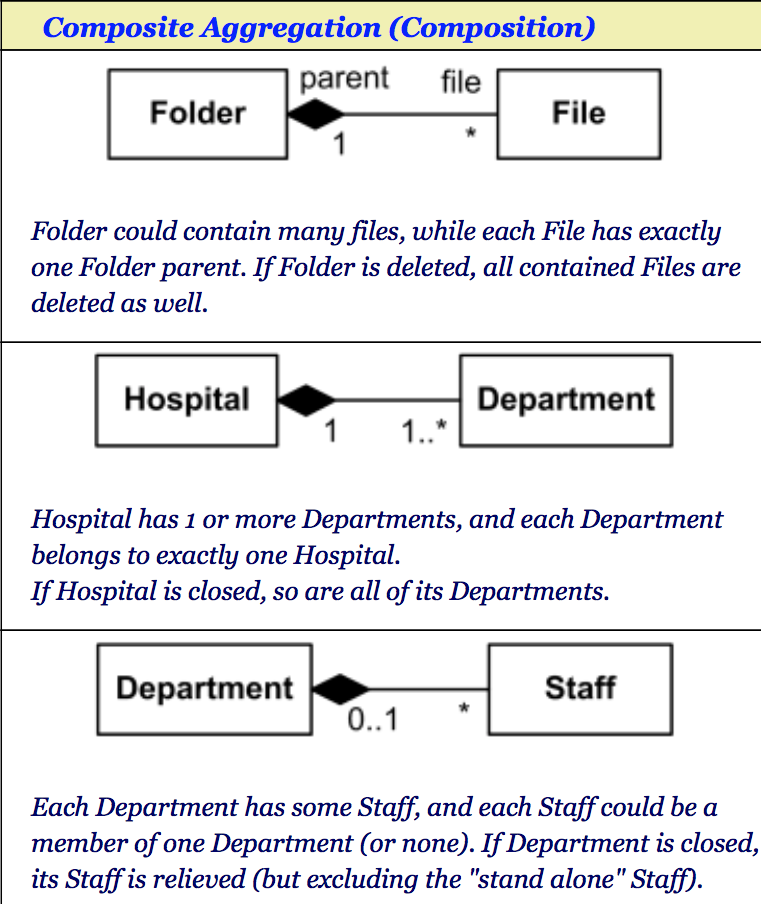 Composite Aggregation (Composition)
parent file
Folder File
1 *
Folder could contain many files, while each File has exactly
one Folder parent. If Folder is deleted, all contained Files are
deleted as well.
Hospital Department
1 1..*
Hospital has 1 or more Departments, and each Department
belongs to exactly one Hospital.
If Hospital is closed, so are all of its Departments.
Department Staff
0..1 *
Each Department has some Staff, and each Staff could be a
member of one Department (or none). If Department is closed,
its Staff is relieved (but excluding the "stand alone" Staff).